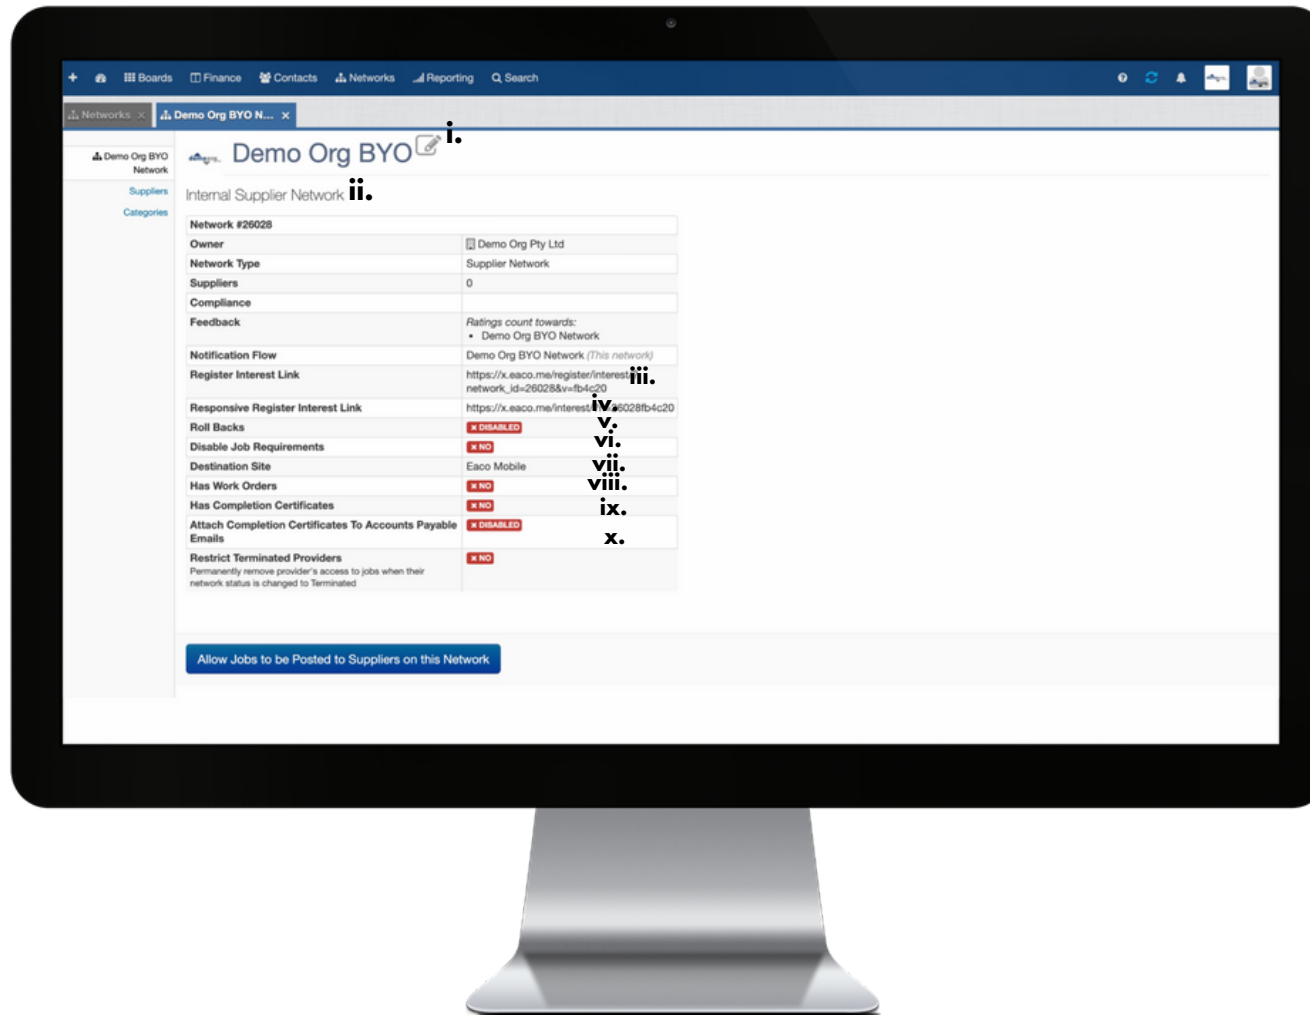 Boards Finance Contacts Networks Reporting Search
Networks × Demo Org BYO N... ×
Demo Org BYO
Network
Suppliers
Categories
Demo Org BYO i.
Internal Supplier Network ii.
Network #26028
Owner Demo Org Pty Ltd
Network Type Supplier Network
Suppliers 0
Compliance
Feedback Ratings count towards:
• Demo Org BYO Network
Notification Flow Demo Org BYO Network (This network)
Register Interest Link https://x.eaco.me/register/interest/ iii.
network_id=26028&v=fb4c20
Responsive Register Interest Link https://x.eaco.me/interest/ iv. 26028fb4c20
Roll Backs × DISABLED v.
Disable Job Requirements × NO vi.
Destination Site Eaco Mobile vii.
Has Work Orders × NO viii.
Has Completion Certificates × NO ix.
Attach Completion Certificates To Accounts Payable × DISABLED
Emails x.
Restrict Terminated Providers × NO
Permanently remove provider's access to jobs when their
network status is changed to Terminated
Allow Jobs to be Posted to Suppliers on this Network